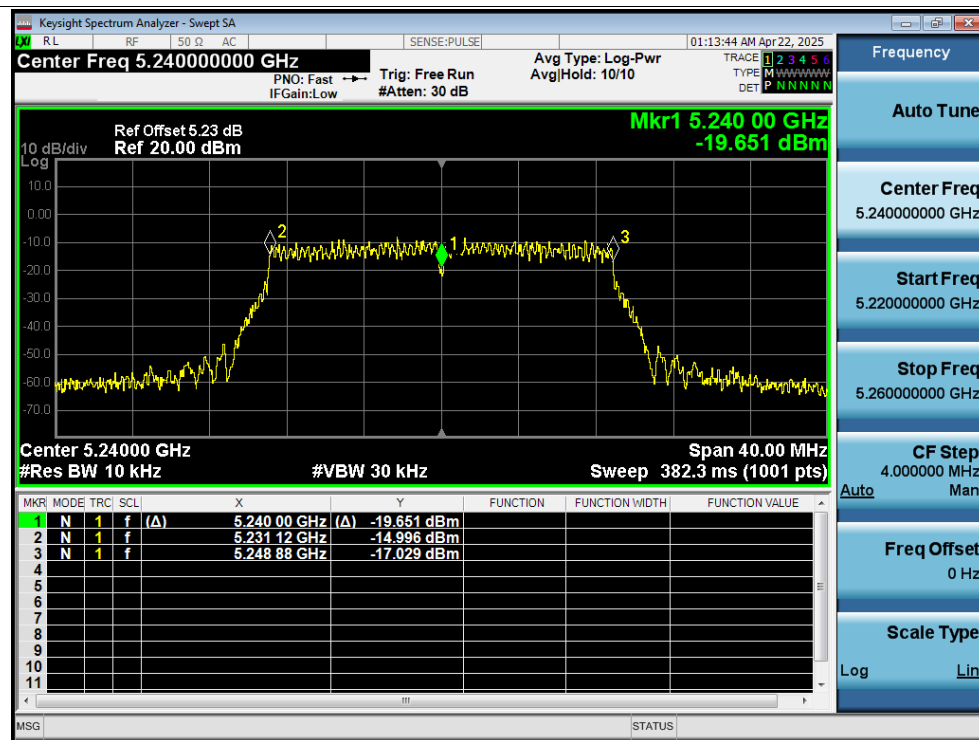 Keysight Spectrum Analyzer - Swept SA
LXI RL RF 50 Ω AC SENSE:PULSE 01:13:44 AM Apr 22, 2025
Center Freq 5.240000000 GHz Avg Type: Log-Pwr TRACE 1 2 3 4 5 6
PNO: Fast Trig: Free Run Avg|Hold: 10/10 TYPE M W W W W W
IFGain:Low #Atten: 30 dB DET P N N N N N
Mkr1 5.240 00 GHz
Ref Offset 5.23 dB
10 dB/div Ref 20.00 dBm -19.651 dBm
Log
10.0
0.00
-10.0
-20.0
-30.0
-40.0
-50.0
-60.0
-70.0
2
1
3
Center 5.24000 GHz Span 40.00 MHz
#Res BW 10 kHz #VBW 30 kHz Sweep 382.3 ms (1001 pts)
MKR MODE TRC SCL X Y FUNCTION FUNCTION WIDTH FUNCTION VALUE
1 N 1 f (Δ) 5.240 00 GHz (Δ) -19.651 dBm
2 N 1 f 5.231 12 GHz -14.996 dBm
3 N 1 f 5.248 88 GHz -17.029 dBm
4
5
6
7
8
9
10
11
MSG STATUS
Frequency
Auto Tune
Center Freq
5.240000000 GHz
Start Freq
5.220000000 GHz
Stop Freq
5.260000000 GHz
CF Step
4.000000 MHz
Auto Man
Freq Offset
0 Hz
Scale Type
Log Lin